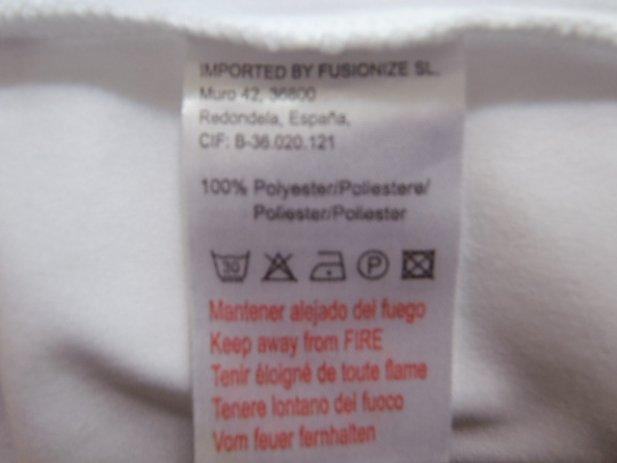 IMPORTED BY FUSIONIZE SL.
Muro 42, 36800
Redondela, España,
CIF: B-36.020.121
100% Polyester/Poliestere/
Poliester/Poliester
30
P
Mantener alejado del fuego
Keep away from FIRE
Tenir éloigné de toute flame
Tenere lontano del fuoco
Vom feuer fernhalten